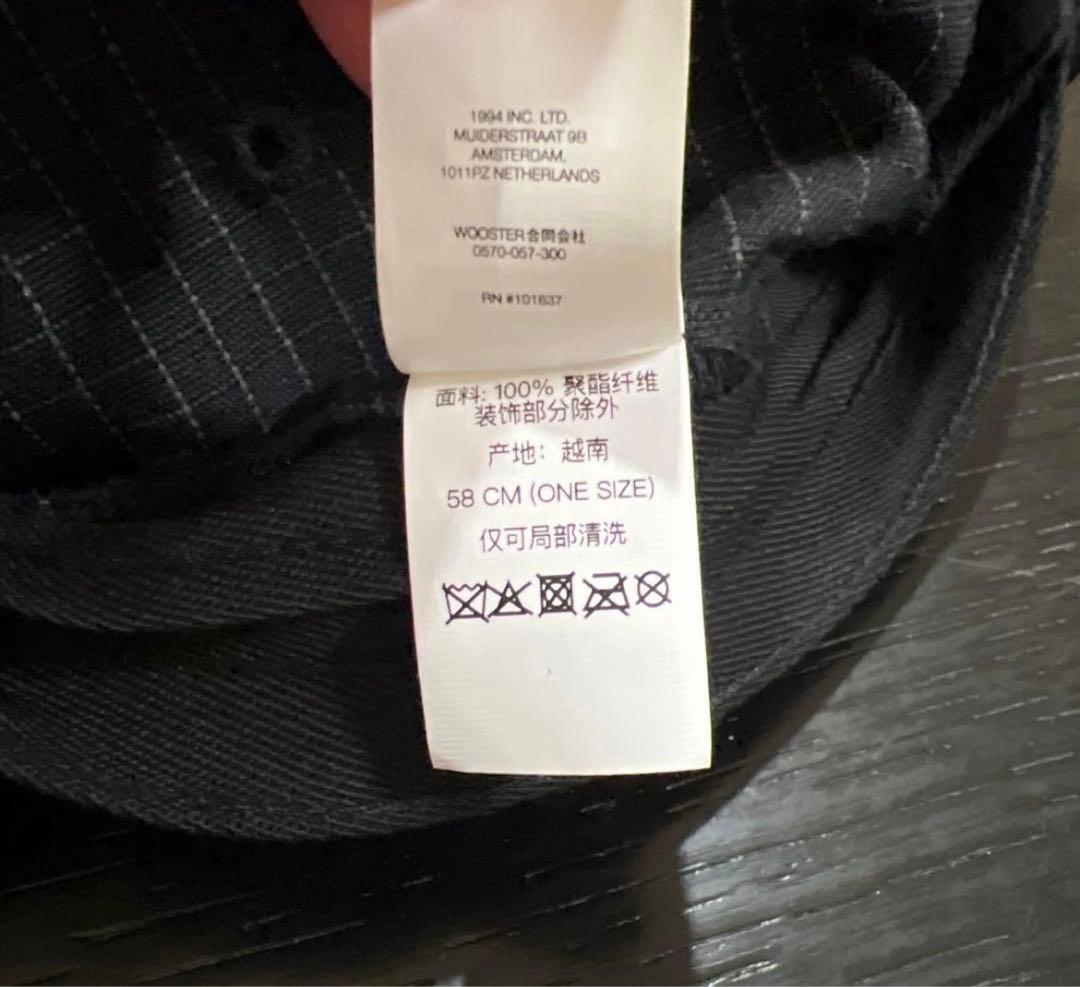 1994 INC. LTD.
MUIDERSTRAAT 9B
AMSTERDAM,
1011PZ NETHERLANDS
WOOSTER合同会社
0570-057-300
RN #101837
面料: 100% 聚酯纤维
装饰部分除外
产地: 越南
58 CM (ONE SIZE)
仅可局部清洗